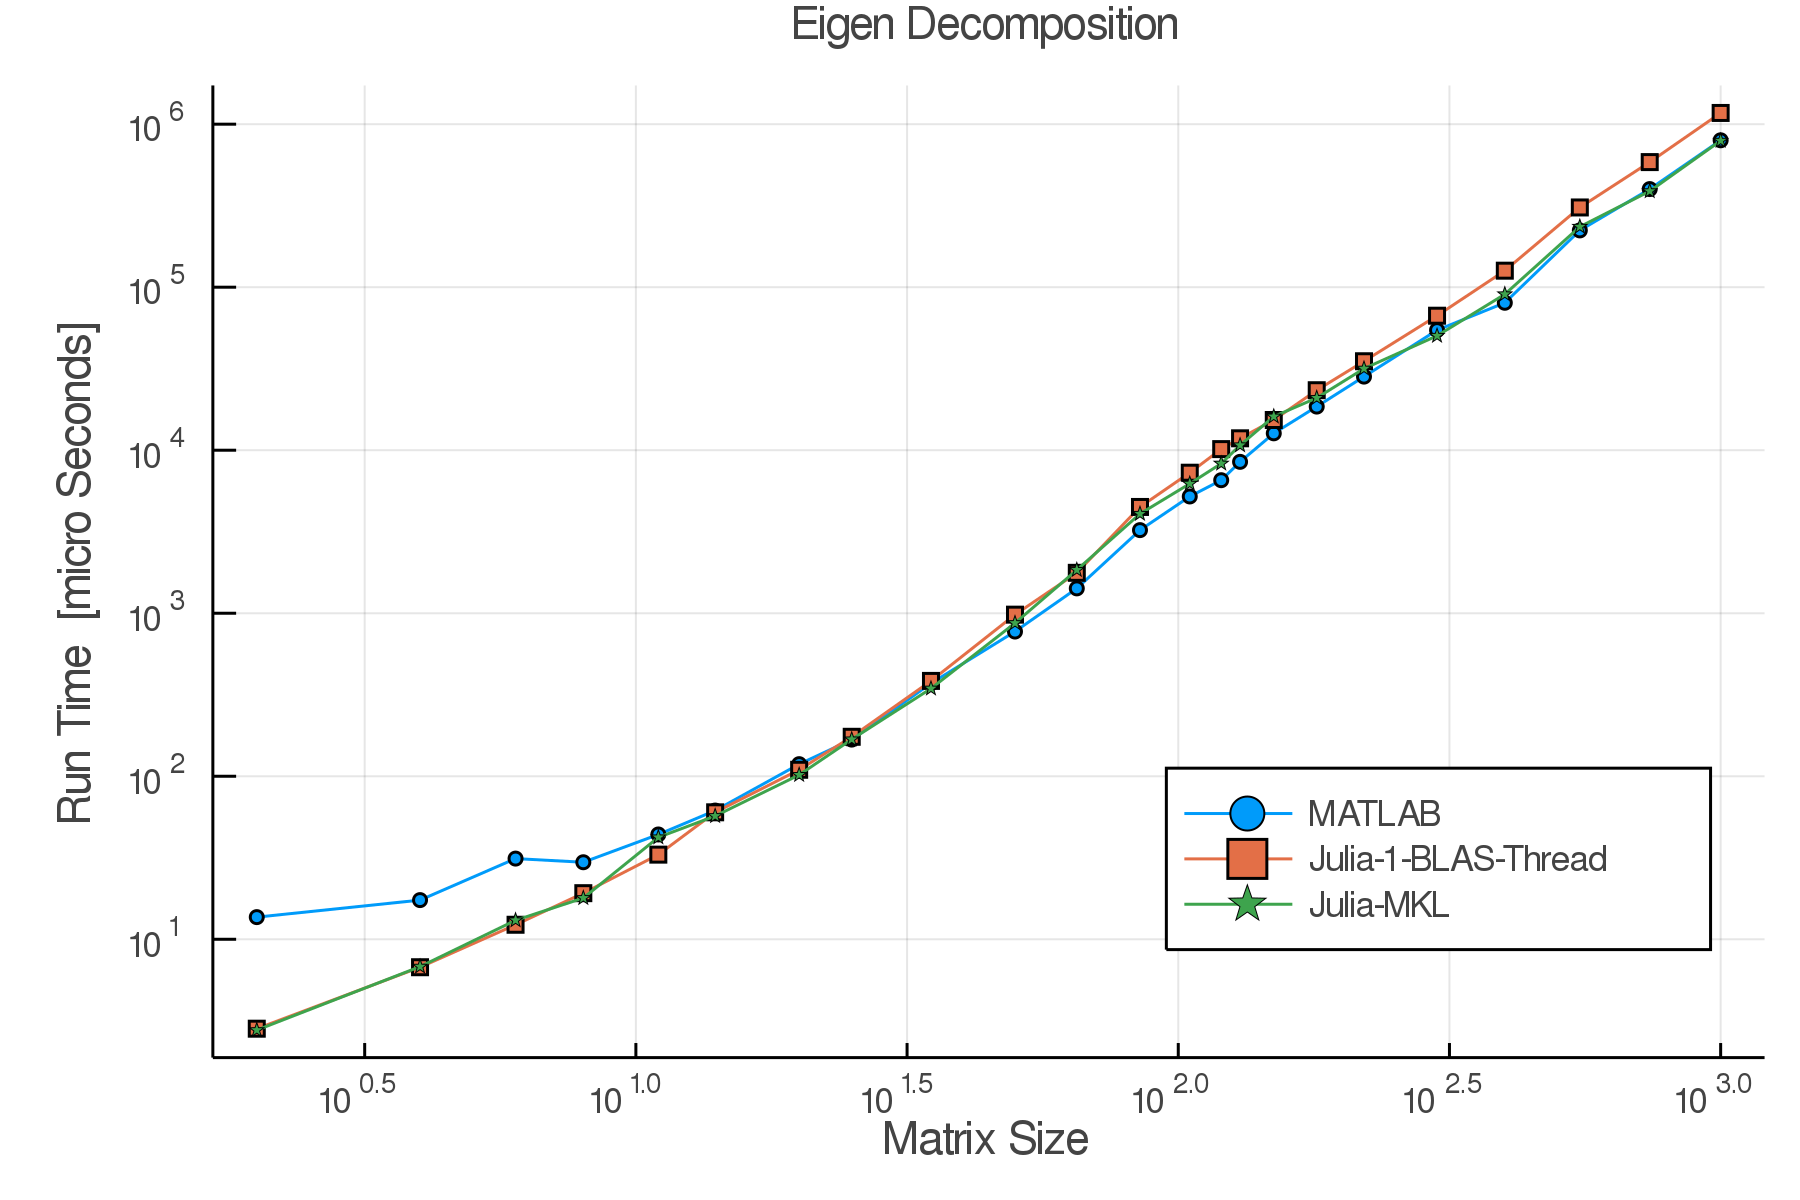 Eigen Decomposition
Run Time [micro Seconds]
10^6
10^5
10^4
10^3
10^2
10^1
MATLAB
Julia-1-BLAS-Thread
Julia-MKL
10^0.5 10^1.0 10^1.5 10^2.0 10^2.5 10^3.0
Matrix Size